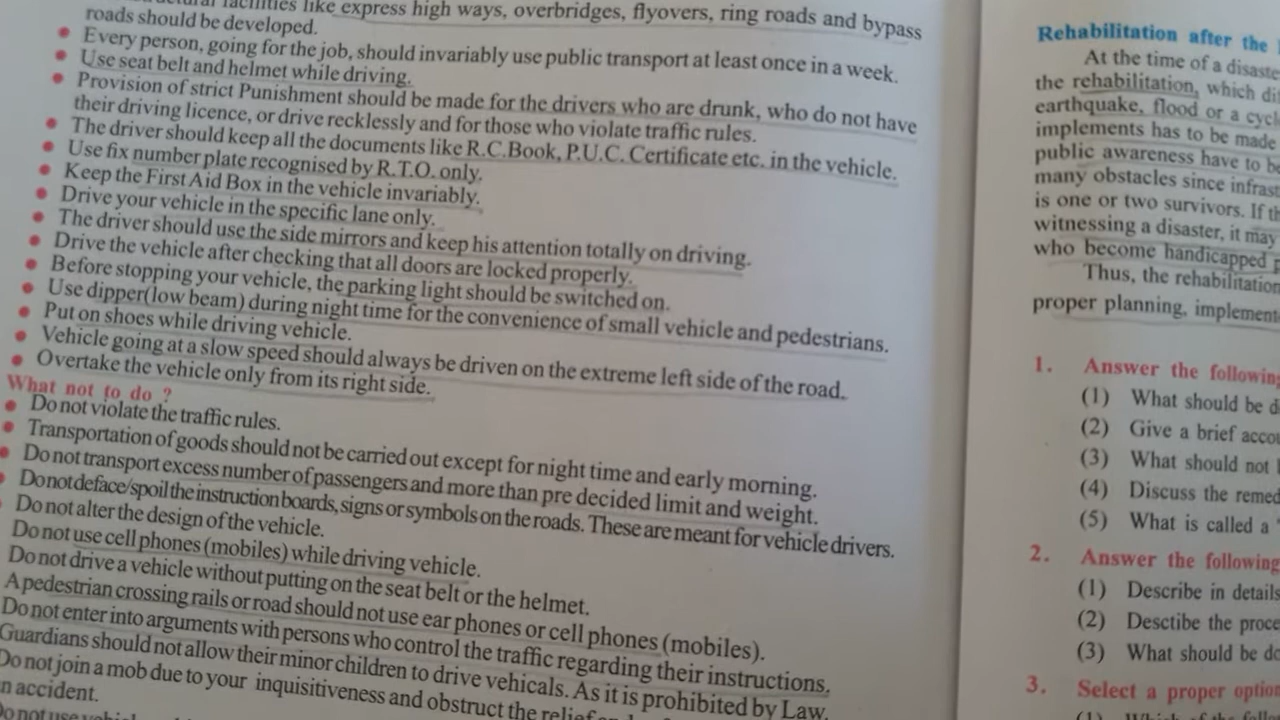 facilities like express high ways, overbridges, flyovers, ring roads and bypass
roads should be developed.
Every person, going for the job, should invariably use public transport at least once in a week.
Use seat belt and helmet while driving.
Provision of strict Punishment should be made for the drivers who are drunk, who do not have
their driving licence, or drive recklessly and for those who violate traffic rules.
The driver should keep all the documents like R.C.Book, P.U.C. Certificate etc. in the vehicle.
Use fix number plate recognised by R.T.O. only.
Keep the First Aid Box in the vehicle invariably.
Drive your vehicle in the specific lane only.
The driver should use the side mirrors and keep his attention totally on driving.
Drive the vehicle after checking that all doors are locked properly.
Before stopping your vehicle, the parking light should be switched on.
Use dipper(low beam) during night time for the convenience of small vehicle and pedestrians.
Put on shoes while driving vehicle.
Vehicle going at a slow speed should always be driven on the extreme left side of the road.
Overtake the vehicle only from its right side.
What not to do ?
Do not violate the traffic rules.
Transportation of goods should not be carried out except for night time and early morning.
Do not transport excess number of passengers and more than pre decided limit and weight.
Do not deface/spoil the instruction boards, signs or symbols on the roads. These are meant for vehicle drivers.
Do not alter the design of the vehicle.
Do not use cell phones (mobiles) while driving vehicle.
Do not drive a vehicle without putting on the seat belt or the helmet.
A pedestrian crossing rails or road should not use ear phones or cell phones (mobiles).
Do not enter into arguments with persons who control the traffic regarding their instructions.
Guardians should not allow their minor children to drive vehicals. As it is prohibited by Law.
Do not join a mob due to your inquisitiveness and obstruct the
accident.
Rehabilitation after the
At the time of a
the rehabilitation, which
earthquake, flood or a
implements has to be made
public awareness have to
many obstacles since
is one or two survivors. If
witnessing a disaster, it may
who become handicapped
Thus, the rehabilitation
proper planning,
1. Answer the following
(1) What should be
(2) Give a brief
(3) What should not
(4) Discuss the
(5) What is called a
2. Answer the following
(1) Describe in details
(2) Desctibe the
(3) What should be
3. Select a proper